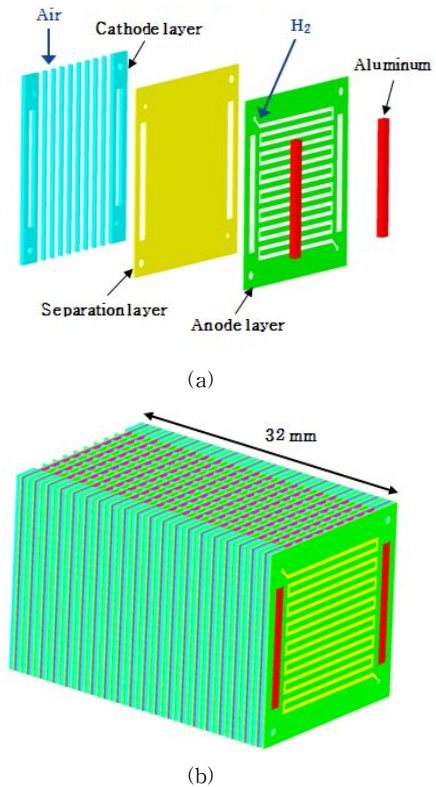 Air
Cathode layer
H2
Aluminum
Separation layer
Anode layer
(a)
32 mm
(b)